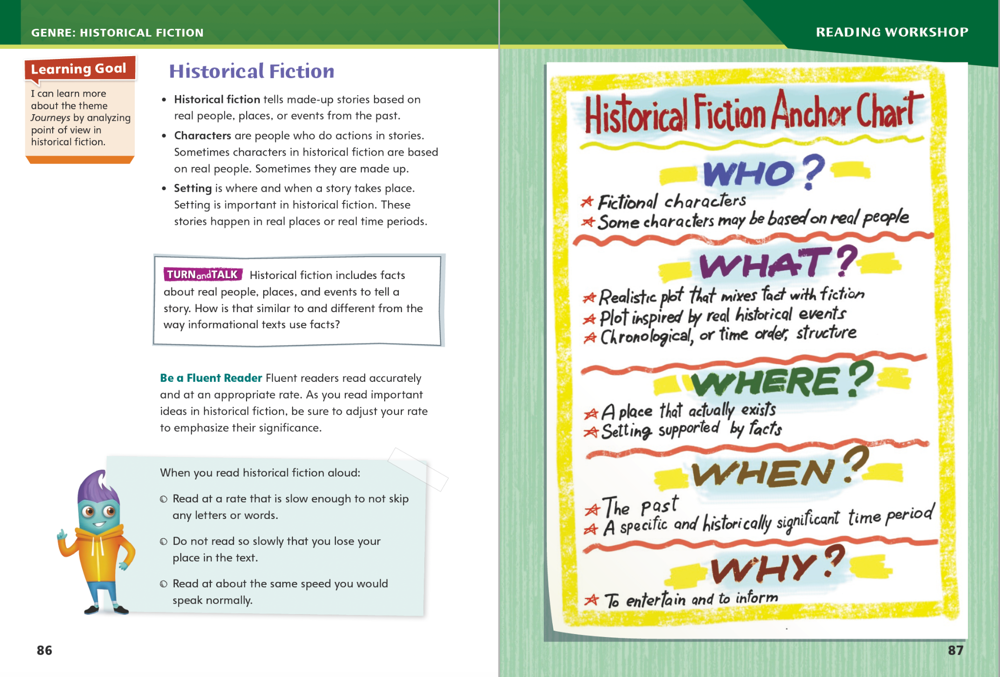 GENRE: HISTORICAL FICTION
Learning Goal
I can learn more
about the theme
Journeys by analyzing
point of view in
historical fiction.
Historical Fiction
• Historical fiction tells made-up stories based on
real people, places, or events from the past.
• Characters are people who do actions in stories.
Sometimes characters in historical fiction are based
on real people. Sometimes they are made up.
• Setting is where and when a story takes place.
Setting is important in historical fiction. These
stories happen in real places or real time periods.
TURNandTALK Historical fiction includes facts
about real people, places, and events to tell a
story. How is that similar to and different from the
way informational texts use facts?
Be a Fluent Reader Fluent readers read accurately
and at an appropriate rate. As you read important
ideas in historical fiction, be sure to adjust your rate
to emphasize their significance.
When you read historical fiction aloud:
Read at a rate that is slow enough to not skip
any letters or words.
Do not read so slowly that you lose your
place in the text.
Read at about the same speed you would
speak normally.
86
READING WORKSHOP
Historical Fiction Anchor Chart
WHO?
Fictional characters
Some characters may be based on real people
WHAT?
Realistic plot that mixes fact with fiction
Plot inspired by real historical events
Chronological, or time order, structure
WHERE?
A place that actually exists
Setting supported by facts
WHEN?
The past
A specific and historically significant time period
WHY?
To entertain and to inform
87